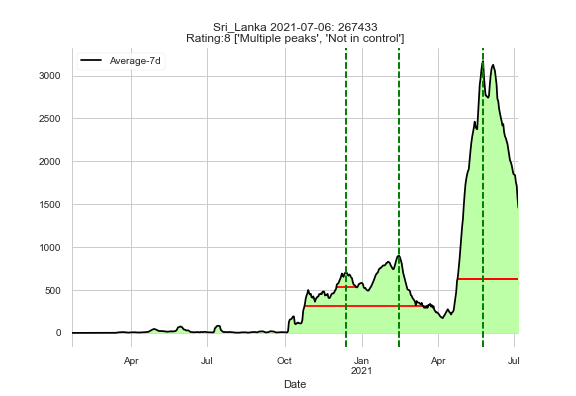 Sri_Lanka 2021-07-06: 267433
Rating:8 ['Multiple peaks', 'Not in control']
Average-7d
3000
2500
2000
1500
1000
500
0
Apr Jul Oct Jan Apr Jul
2021
Date